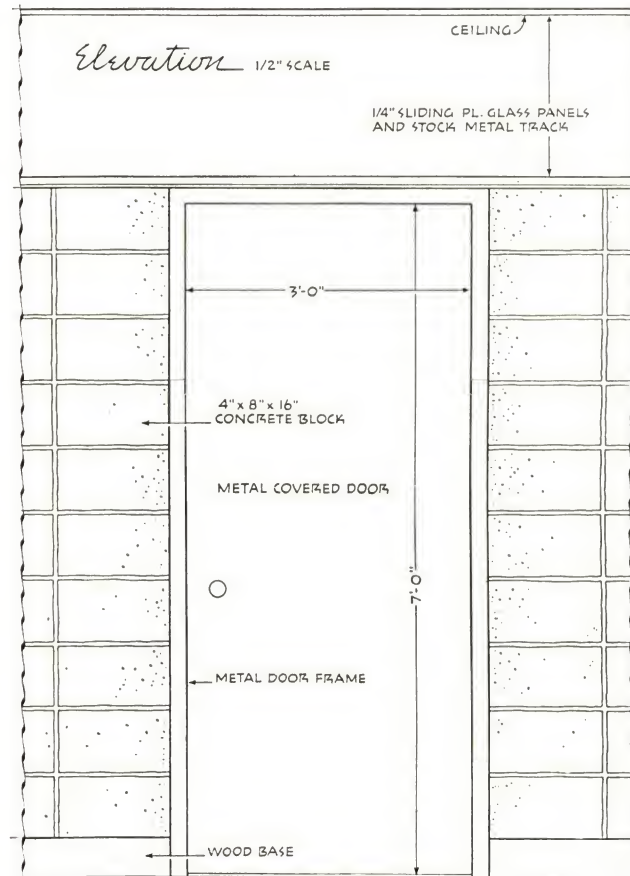 CEILING
Elevation 1/2" SCALE
1/4" SLIDING PL. GLASS PANELS
AND STOCK METAL TRACK
3'-0"
4" x 8" x 16"
CONCRETE BLOCK
METAL COVERED DOOR
7'-0"
METAL DOOR FRAME
WOOD BASE